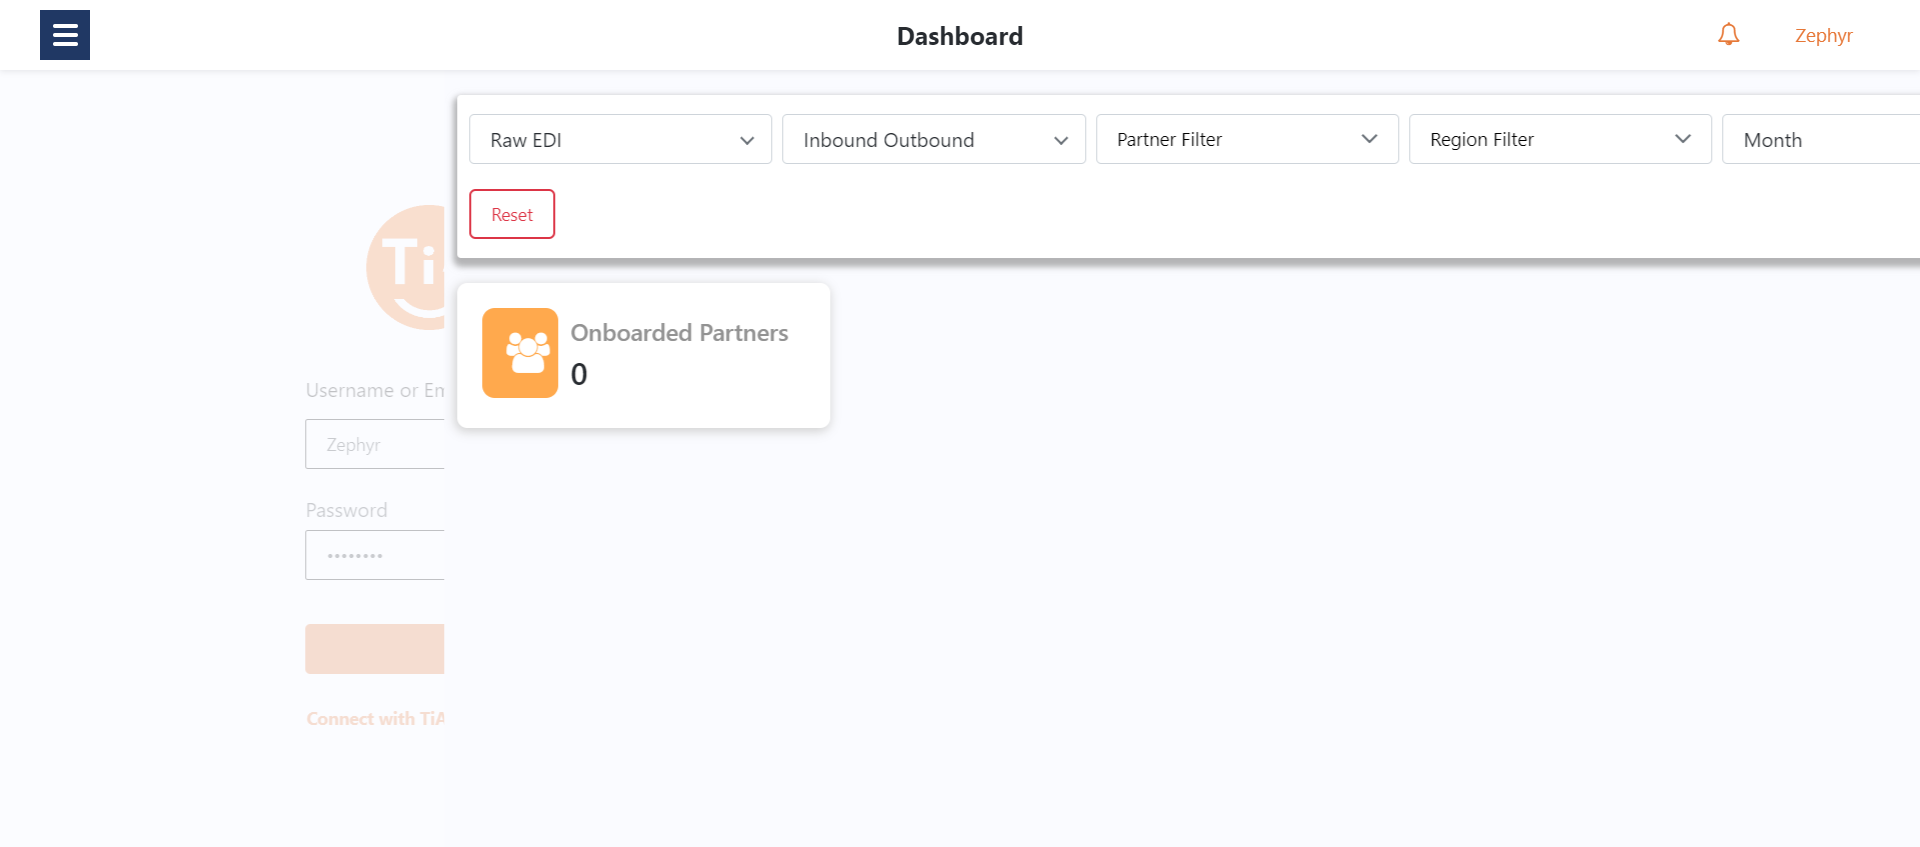 Dashboard
Zephyr
Raw EDI
Inbound Outbound
Partner Filter
Region Filter
Month
Reset
Ti
Onboarded Partners
0
Username or Em
Zephyr
Password
••••••••
Connect with TiA